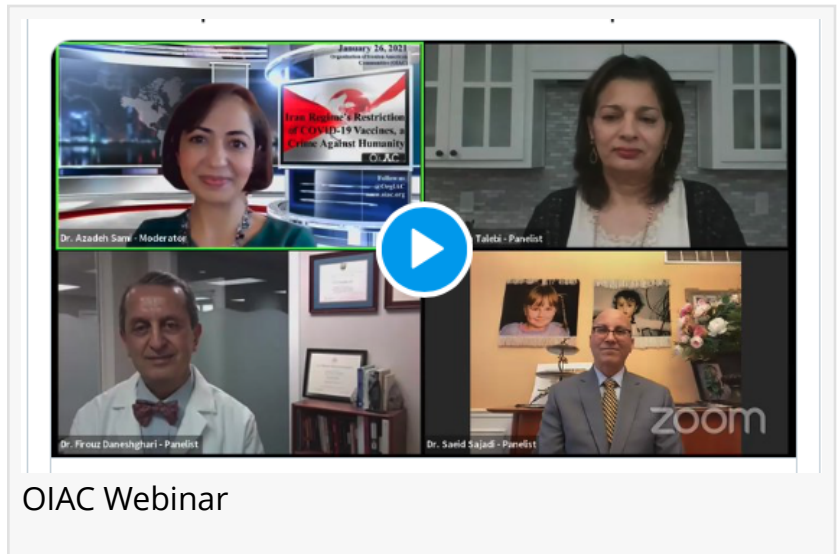 January 26, 2021
Organization of Iranian American
Communities (OIAC)
Iran Regime's Restriction
of COVID-19 Vaccines, a
Crime Against Humanity
OIAC
Follow us
@OrgIAC
www.oiac.org
Dr. Azadeh Sami - Moderator
Talebi - Panelist
Dr. Firouz Daneshghari - Panelist
Dr. Saeid Sajadi - Panelist
zoom
OIAC Webinar